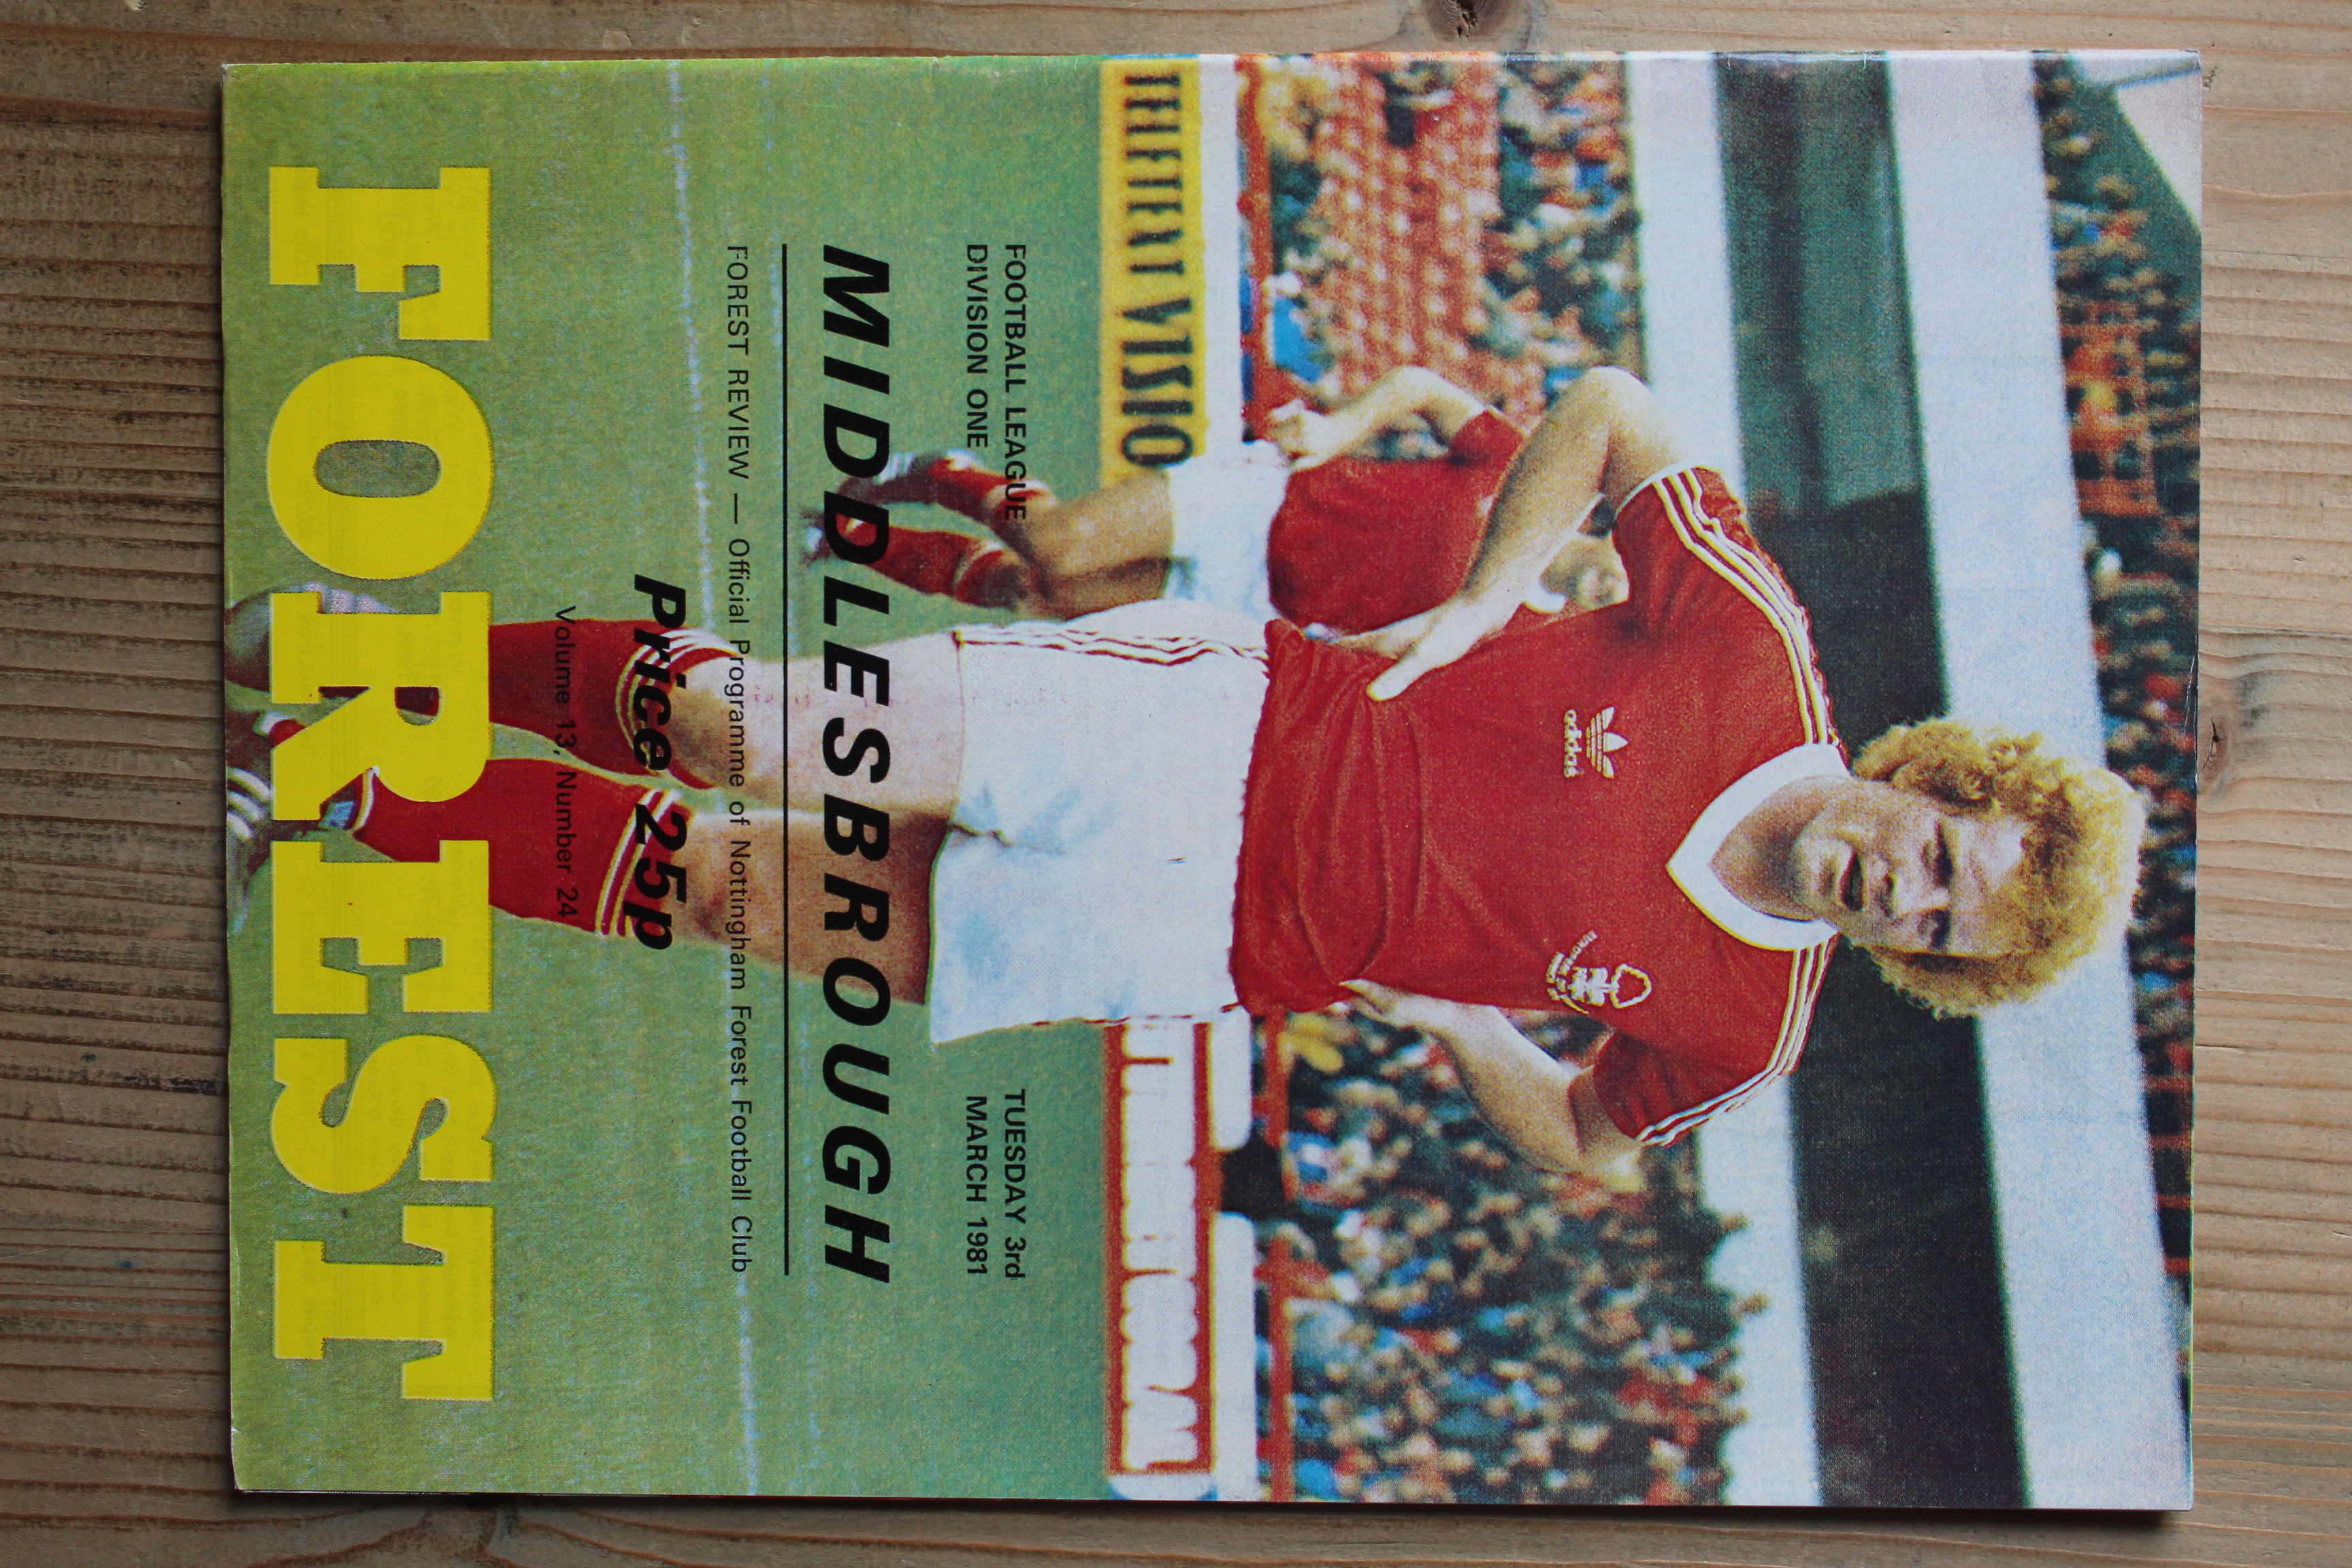 adidas
FOOTBALL LEAGUE
DIVISION ONE
TUESDAY 3rd
MARCH 1981
MIDDLESBROUGH
FOREST REVIEW — Official Programme of Nottingham Forest Football Club
Price 25p
Volume 13, Number 24
FOREST